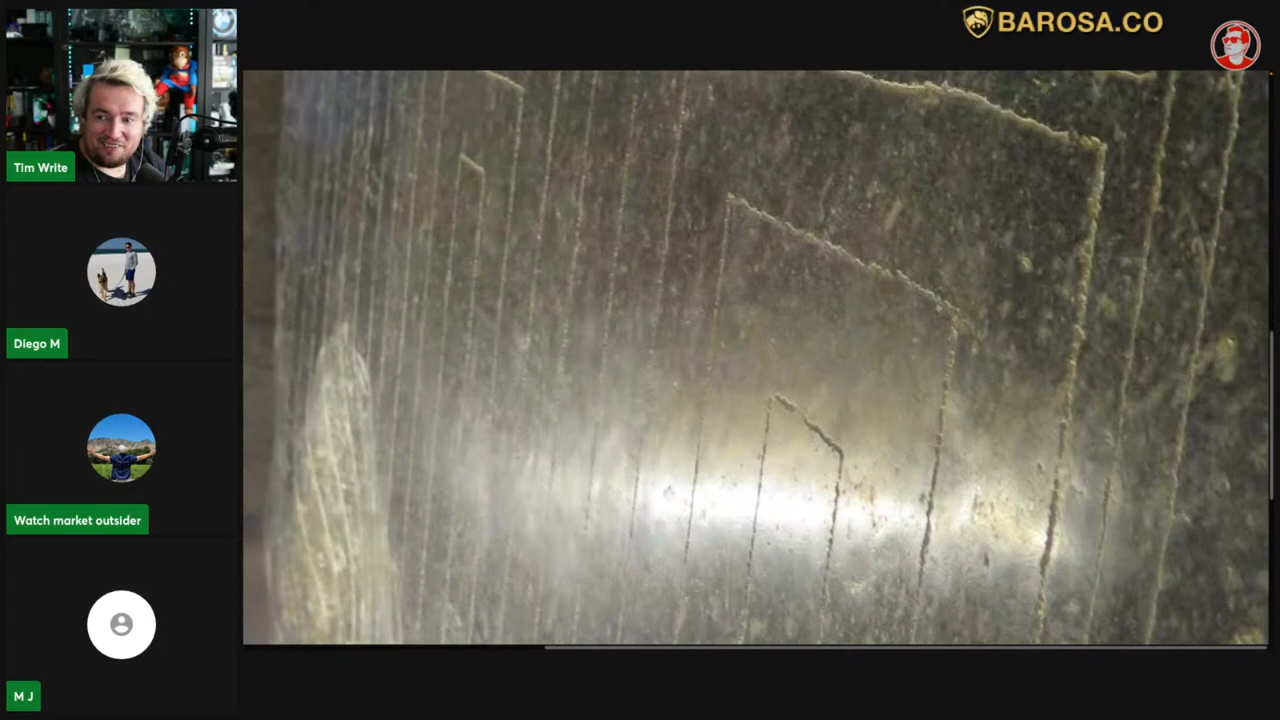 BAROSA.CO
Tim Write
Diego M
Watch market outsider
M J